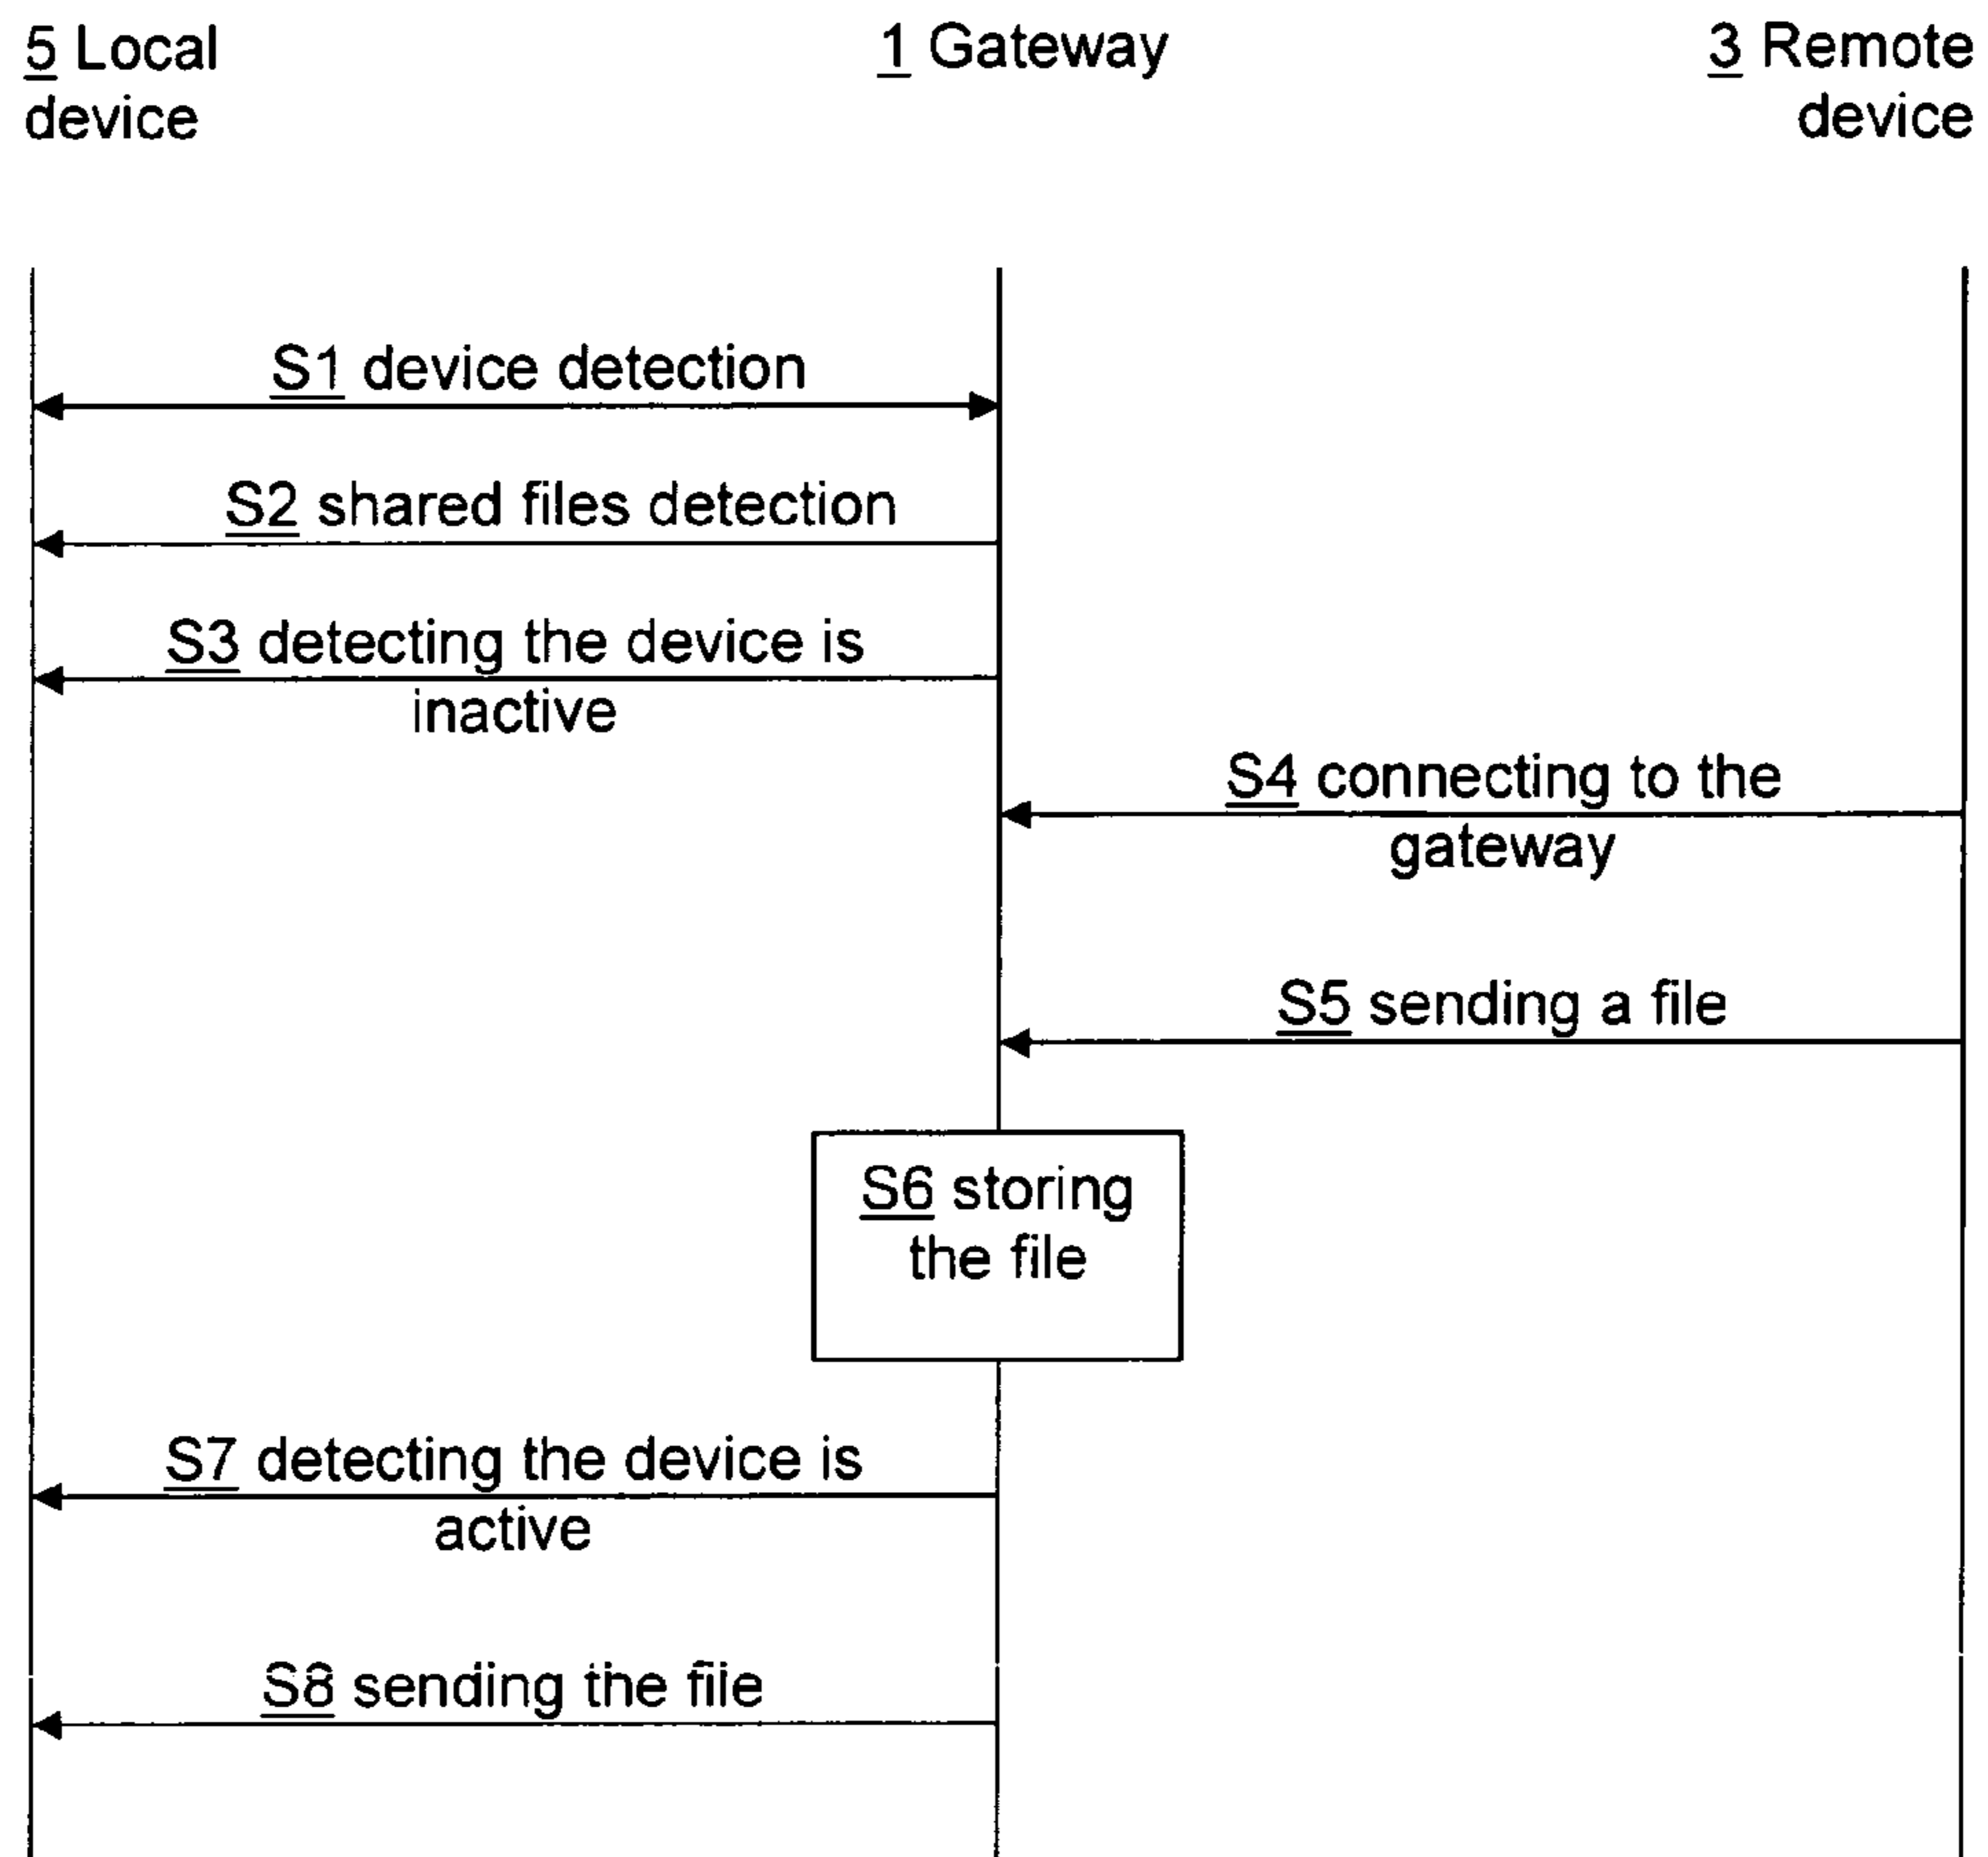 5 Local
device
1 Gateway
3 Remote
device
S1 device detection
S2 shared files detection
S3 detecting the device is
inactive
S4 connecting to the
gateway
S5 sending a file
S6 storing
the file
S7 detecting the device is
active
S8 sending the file